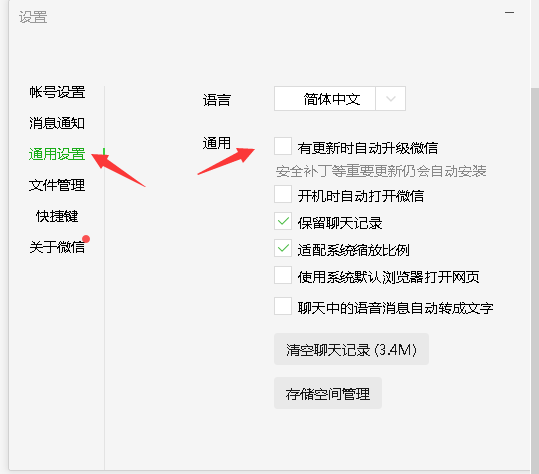 设置
帐号设置
消息通知
通用设置
文件管理
快捷键
关于微信
语言
简体中文
通用
有更新时自动升级微信
安全补丁等重要更新仍会自动安装
开机时自动打开微信
保留聊天记录
适配系统缩放比例
使用系统默认浏览器打开网页
聊天中的语音消息自动转成文字
清空聊天记录 (3.4M)
存储空间管理